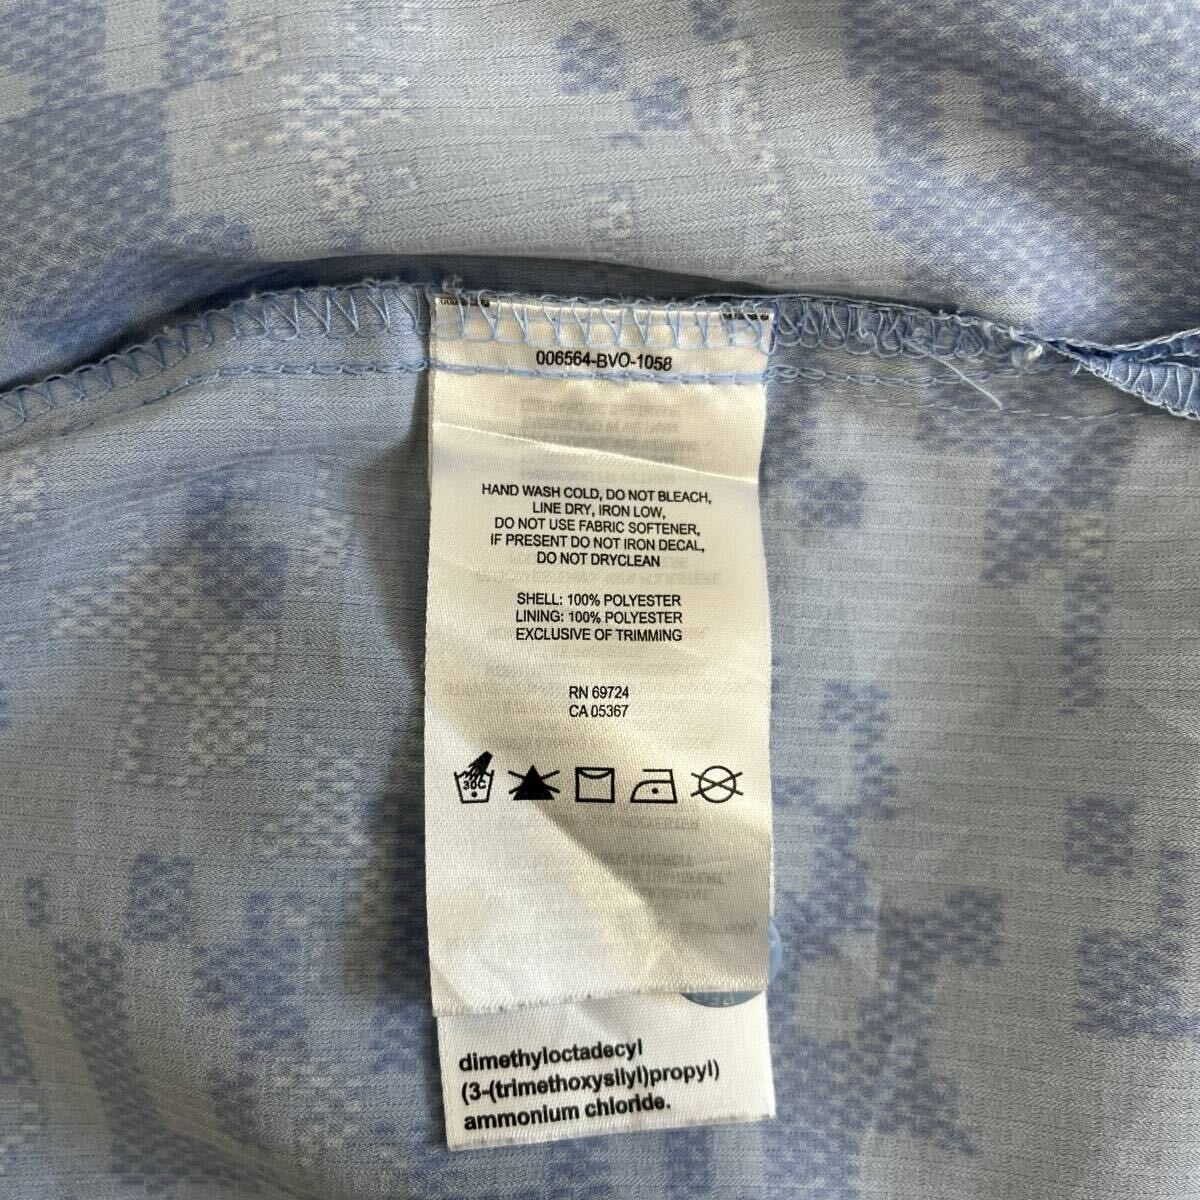 006564-BVO-1058
HAND WASH COLD, DO NOT BLEACH,
LINE DRY, IRON LOW,
DO NOT USE FABRIC SOFTENER,
IF PRESENT DO NOT IRON DECAL,
DO NOT DRYCLEAN
SHELL: 100% POLYESTER
LINING: 100% POLYESTER
EXCLUSIVE OF TRIMMING
RN 69724
CA 05367
30C
dimethyloctadecyl
(3-(trimethoxysilyl)propyl)
ammonium chloride.